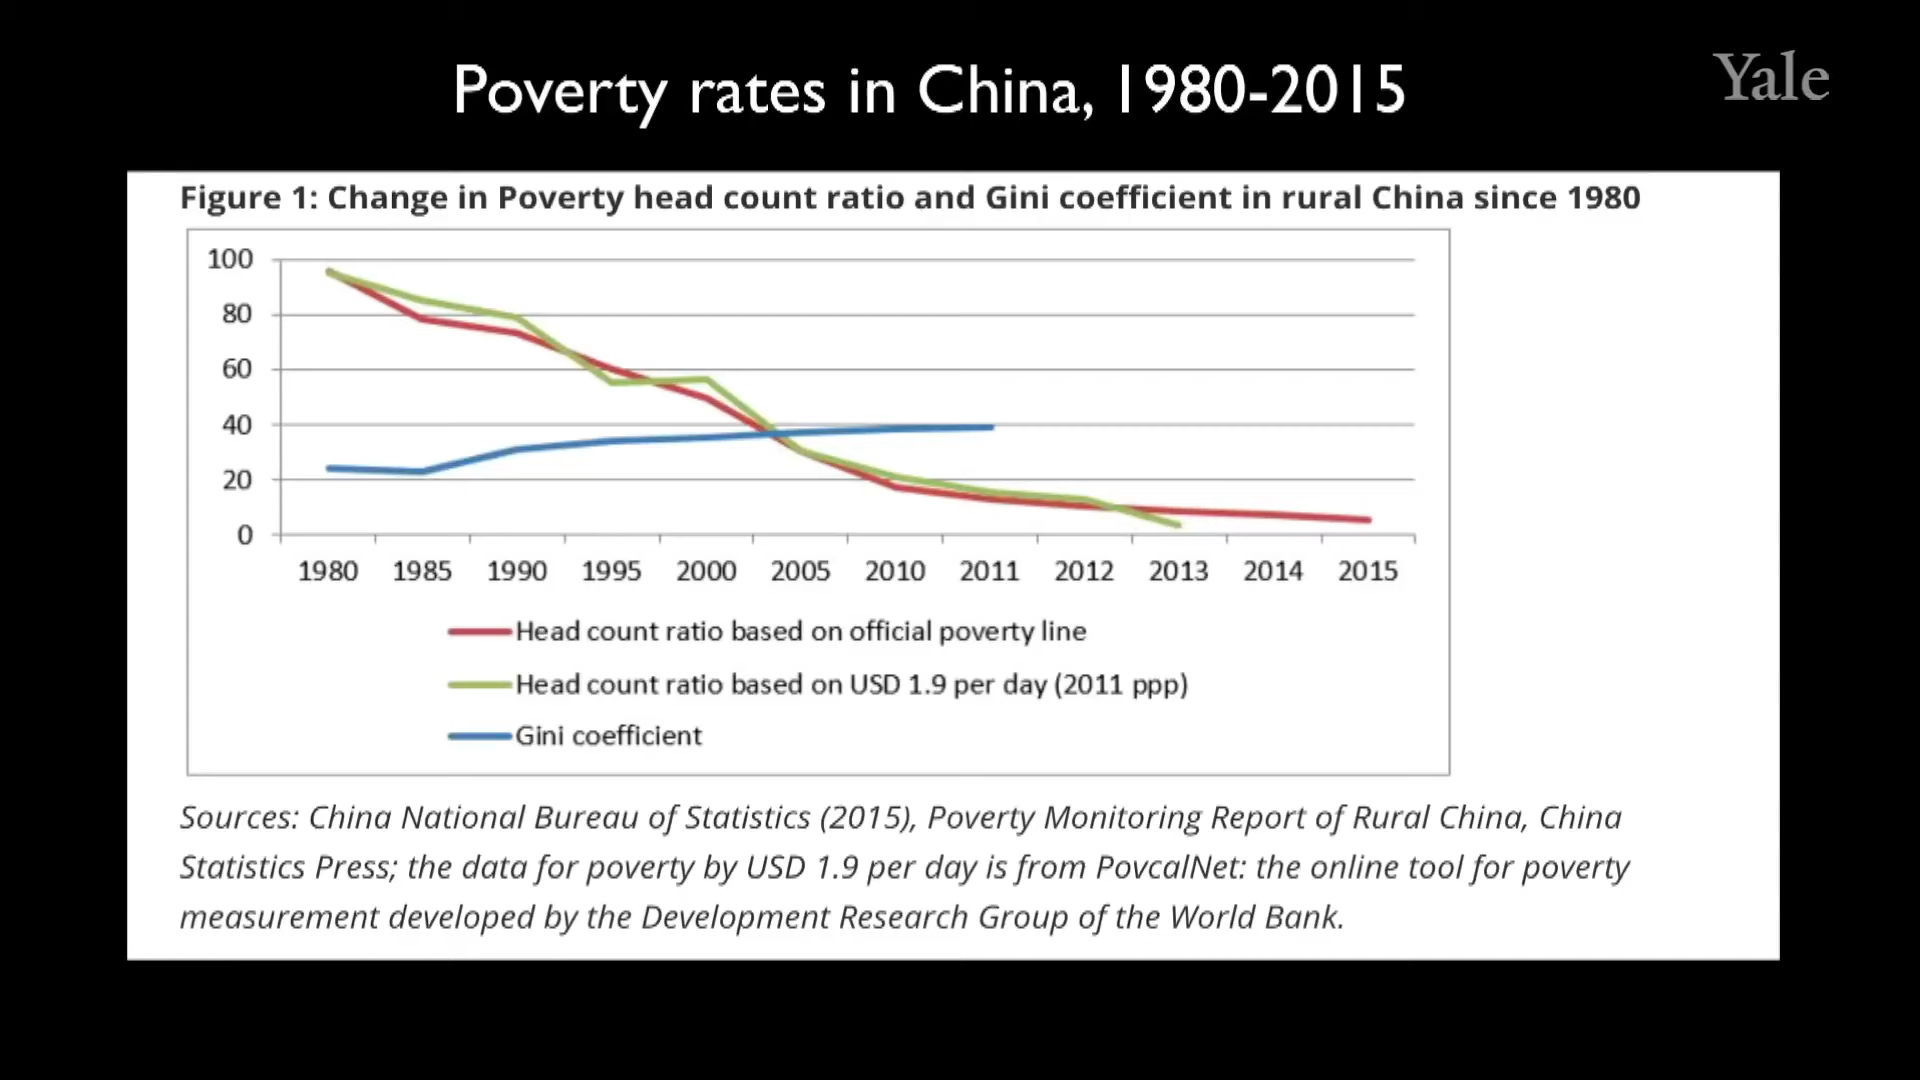 Poverty rates in China, 1980-2015
Yale
Figure 1: Change in Poverty head count ratio and Gini coefficient in rural China since 1980
100
80
60
40
20
0
1980 1985 1990 1995 2000 2005 2010 2011 2012 2013 2014 2015
Head count ratio based on official poverty line
Head count ratio based on USD 1.9 per day (2011 ppp)
Gini coefficient
Sources: China National Bureau of Statistics (2015), Poverty Monitoring Report of Rural China, China
Statistics Press; the data for poverty by USD 1.9 per day is from PovcalNet: the online tool for poverty
measurement developed by the Development Research Group of the World Bank.